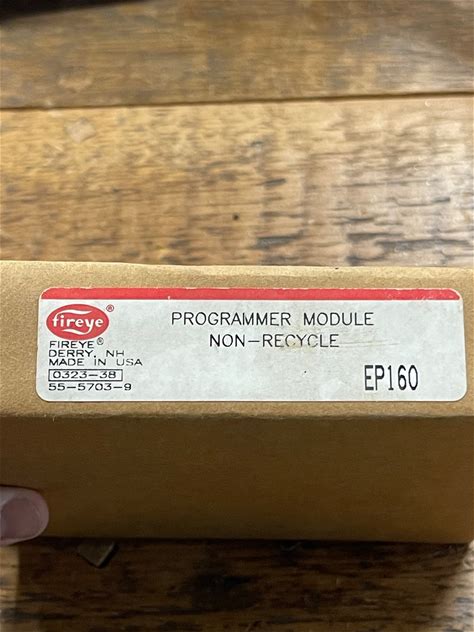 fireye®
FIREYE®
DERRY, NH
MADE IN USA
0323-38
55-5703-9
PROGRAMMER MODULE
NON-RECYCLE
EP160